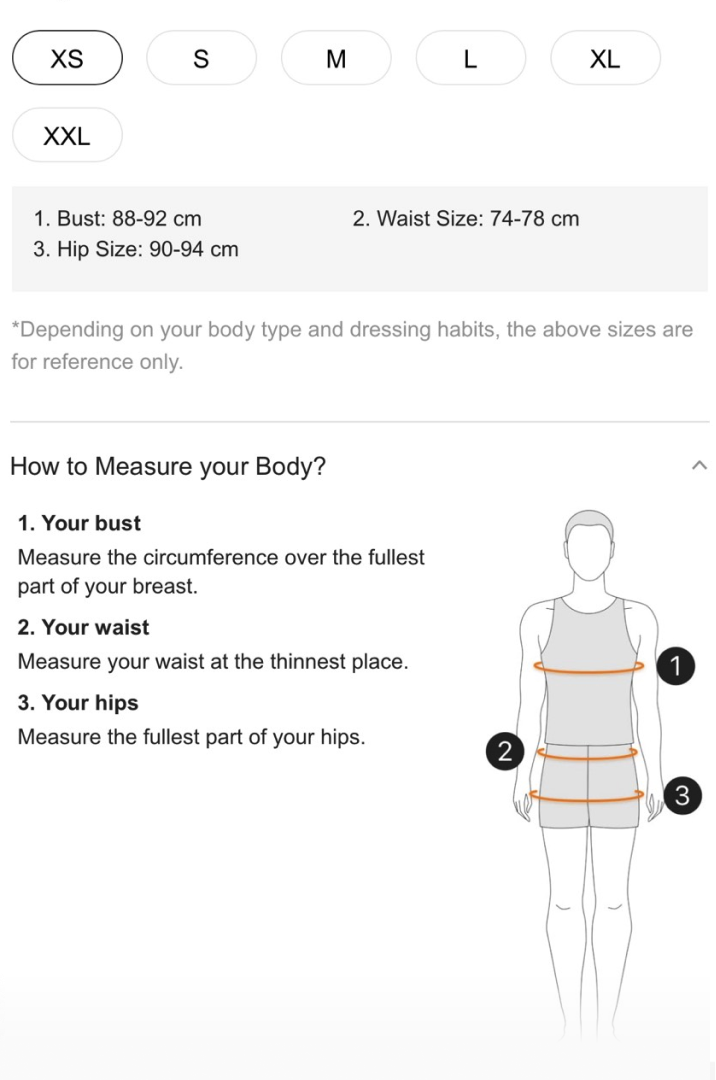 XS S M L XL
XXL
1. Bust: 88-92 cm 2. Waist Size: 74-78 cm
3. Hip Size: 90-94 cm
*Depending on your body type and dressing habits, the above sizes are
for reference only.
How to Measure your Body?
1. Your bust
Measure the circumference over the fullest
part of your breast.
2. Your waist
Measure your waist at the thinnest place.
3. Your hips
Measure the fullest part of your hips.
1
2
3